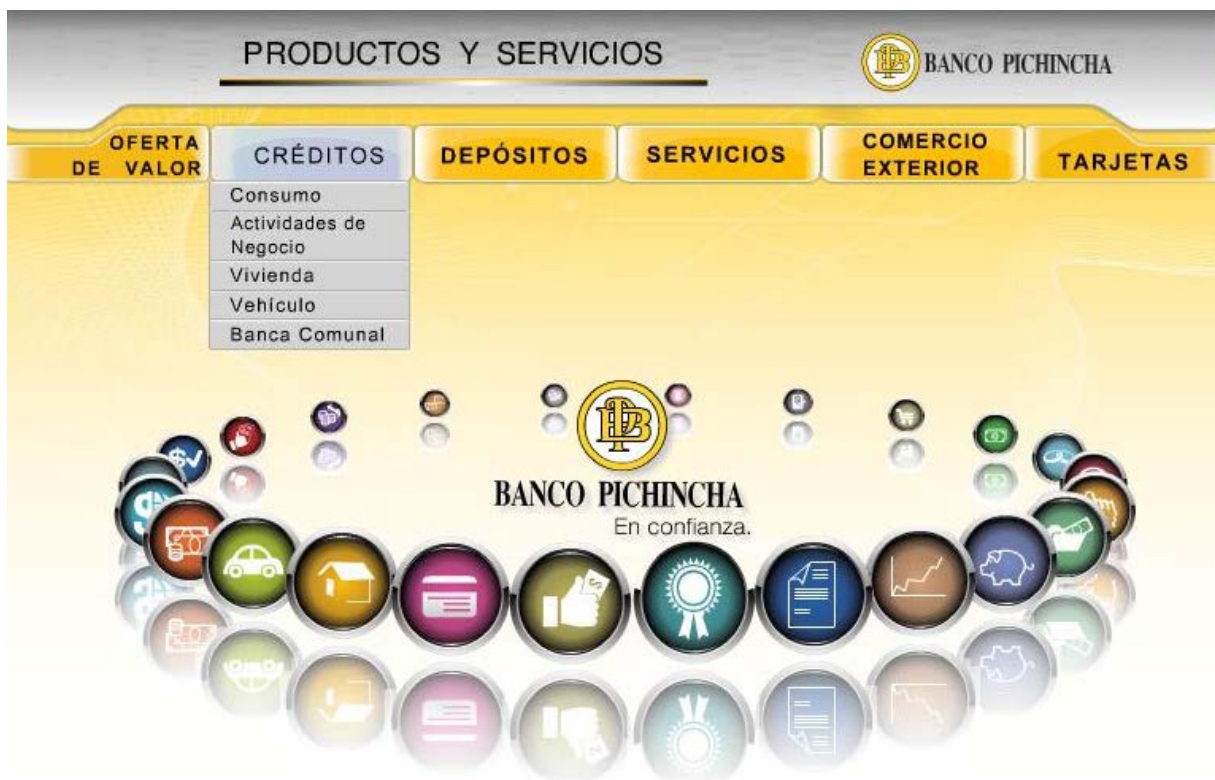 PRODUCTOS Y SERVICIOS
BANCO PICHINCHA
OFERTA
DE VALOR
CRÉDITOS
DEPÓSITOS
SERVICIOS
COMERCIO
EXTERIOR
TARJETAS
Consumo
Actividades de
Negocio
Vivienda
Vehículo
Banca Comunal
BANCO PICHINCHA
En confianza.